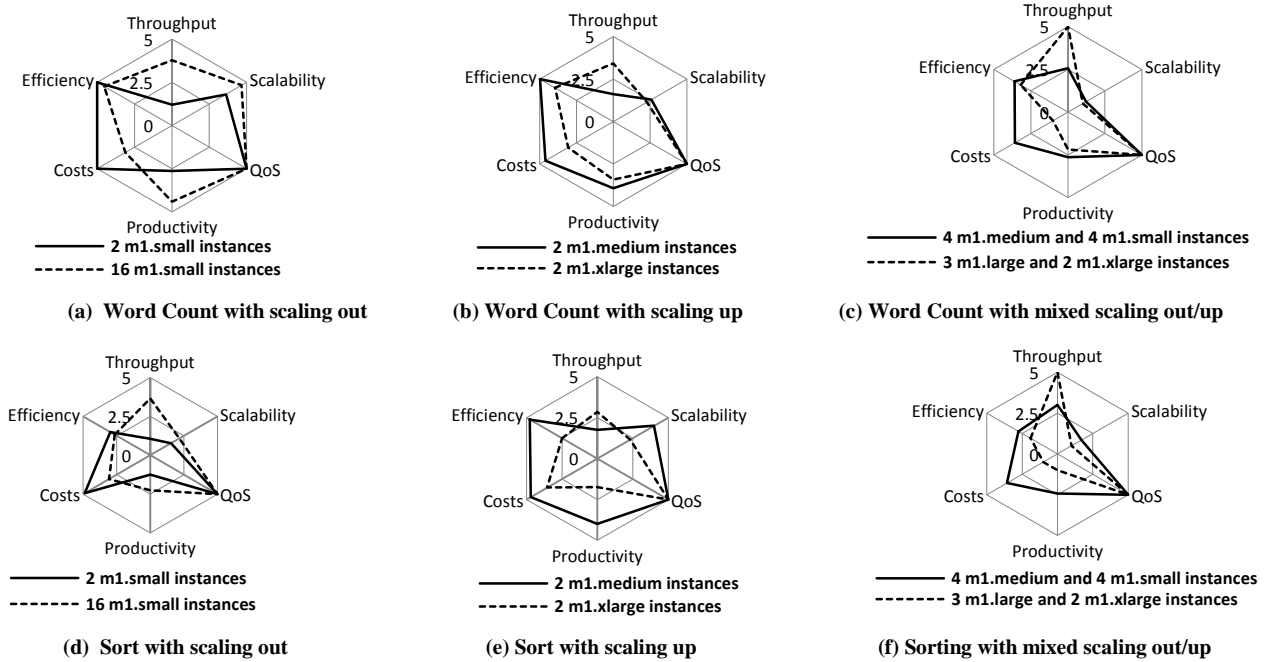 Throughput
5
Efficiency
Scalability
2.5
0
Costs
QoS
Productivity
2 m1.small instances
16 m1.small instances
(a) Word Count with scaling out
Throughput
5
Efficiency
Scalability
2.5
0
Costs
QoS
Productivity
2 m1.medium instances
2 m1.xlarge instances
(b) Word Count with scaling up
Throughput
5
Efficiency
Scalability
2.5
0
Costs
QoS
Productivity
4 m1.medium and 4 m1.small instances
3 m1.large and 2 m1.xlarge instances
(c) Word Count with mixed scaling out/up
Throughput
5
Efficiency
Scalability
2.5
0
Costs
QoS
Productivity
2 m1.small instances
16 m1.small instances
(d) Sort with scaling out
Throughput
5
Efficiency
Scalability
2.5
0
Costs
QoS
Productivity
2 m1.medium instances
2 m1.xlarge instances
(e) Sort with scaling up
Throughput
5
Efficiency
Scalability
2.5
0
Costs
QoS
Productivity
4 m1.medium and 4 m1.small instances
3 m1.large and 2 m1.xlarge instances
(f) Sorting with mixed scaling out/up